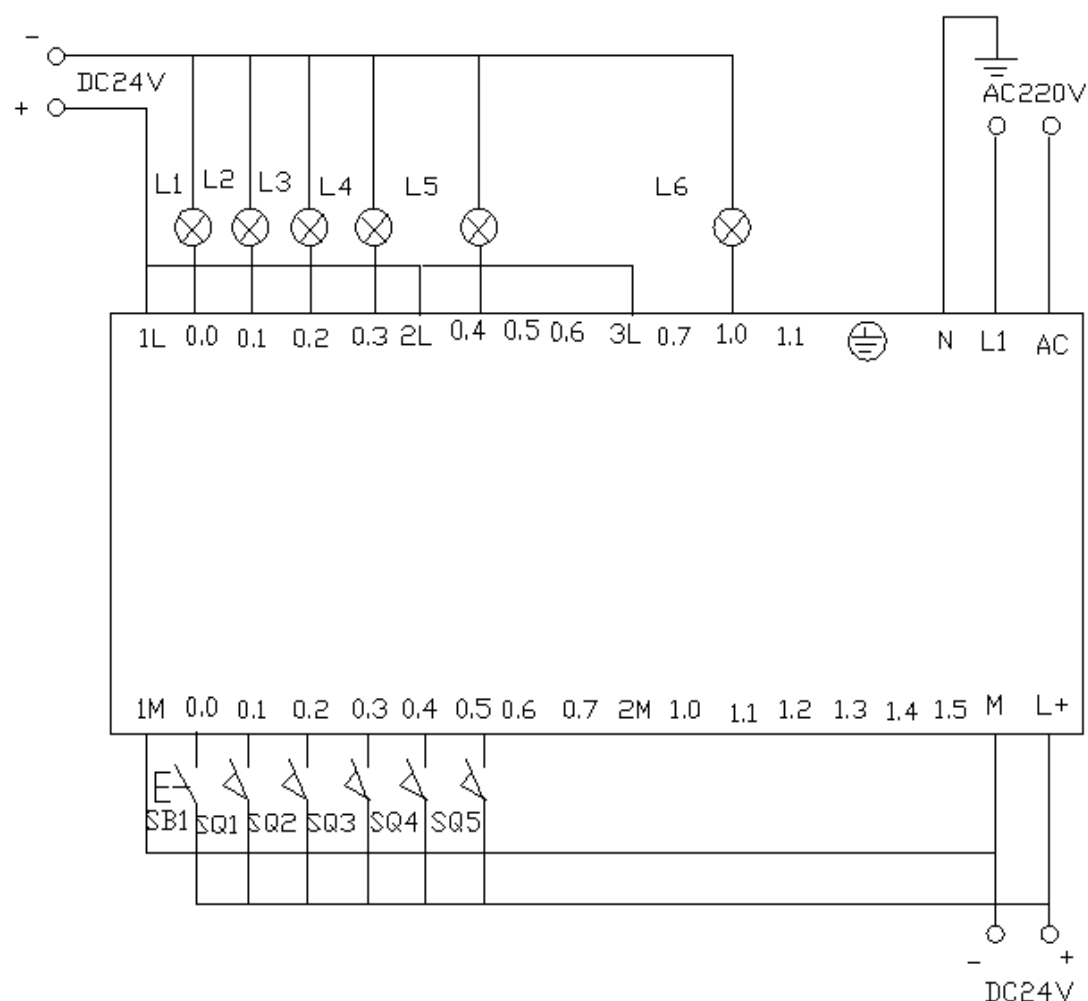 -
DC24V
+
AC220V
L1 L2 L3 L4 L5 L6
1L 0.0 0.1 0.2 0.3 2L 0.4 0.5 0.6 3L 0.7 1.0 1.1 N L1 AC
1M 0.0 0.1 0.2 0.3 0.4 0.5 0.6 0.7 2M 1.0 1.1 1.2 1.3 1.4 1.5 M L+
SB1 SQ1 SQ2 SQ3 SQ4 SQ5
- +
DC24V